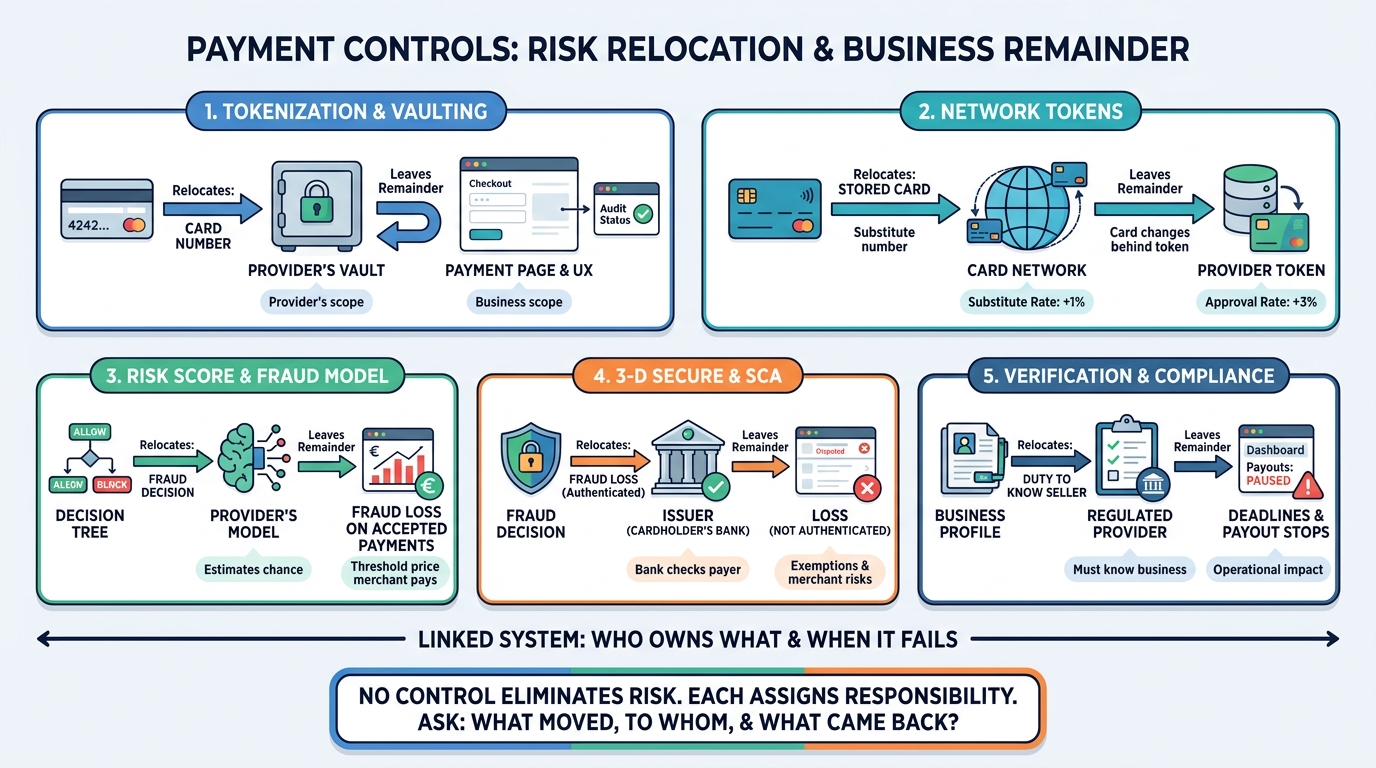 PAYMENT CONTROLS: RISK RELOCATION & BUSINESS REMAINDER
1. TOKENIZATION & VAULTING
4242...
Relocates:
CARD
NUMBER
PROVIDER'S VAULT
Provider's scope
Leaves
Remainder
Checkout
Audit
Status
PAYMENT PAGE & UX
Business scope
2. NETWORK TOKENS
Relocates:
STORED CARD
Substitute
number
CARD NETWORK
Substitute Rate: +1%
Leaves
Remainder
Card changes
behind token
PROVIDER TOKEN
Approval Rate: +3%
3. RISK SCORE & FRAUD MODEL
ALLOW
ALEOV
BLNCK
DECISION
TREE
Relocates:
FRAUD
DECISION
PROVIDER'S
MODEL
Estimates chance
Leaves
Remainder
€
€
FRAUD LOSS
ON ACCEPTED
PAYMENTS
Threshold price
merchant pays
4. 3-D SECURE & SCA
FRAUD
DECISION
Relocates:
FRAUD LOSS
(Authenticated)
ISSUER
(CARDHOLDER'S BANK)
Bank checks payer
Leaves
Remainder
Otspoted
LOSS
(NOT AUTHENTICATED)
Exemptions &
merchant risks
5. VERIFICATION & COMPLIANCE
BUSINESS
PROFILE
Relocates:
DUTY TO
KNOW SELLER
REGULATED
PROVIDER
Must know business
Leaves
Remainder
Dashboard
Payouts:
PAUSED
DEADLINES &
PAYOUT STOPS
Operational impact
LINKED SYSTEM: WHO OWNS WHAT & WHEN IT FAILS
NO CONTROL ELIMINATES RISK. EACH ASSIGNS RESPONSIBILITY.
ASK: WHAT MOVED, TO WHOM, & WHAT CAME BACK?